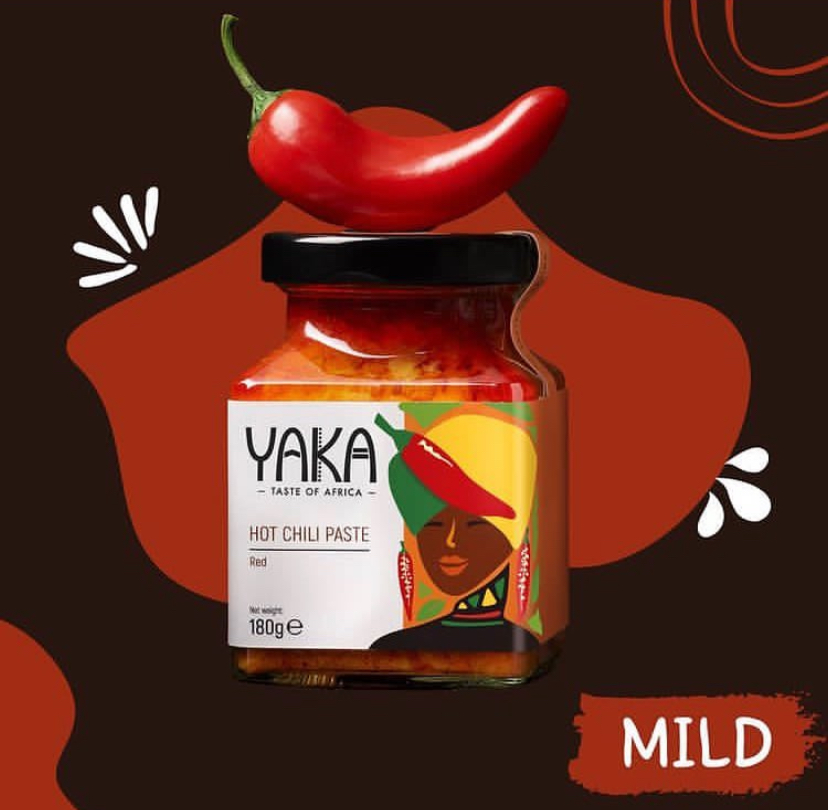 YAKA
– TASTE OF AFRICA –
HOT CHILI PASTE
Red
Net weight:
180g℮
MILD